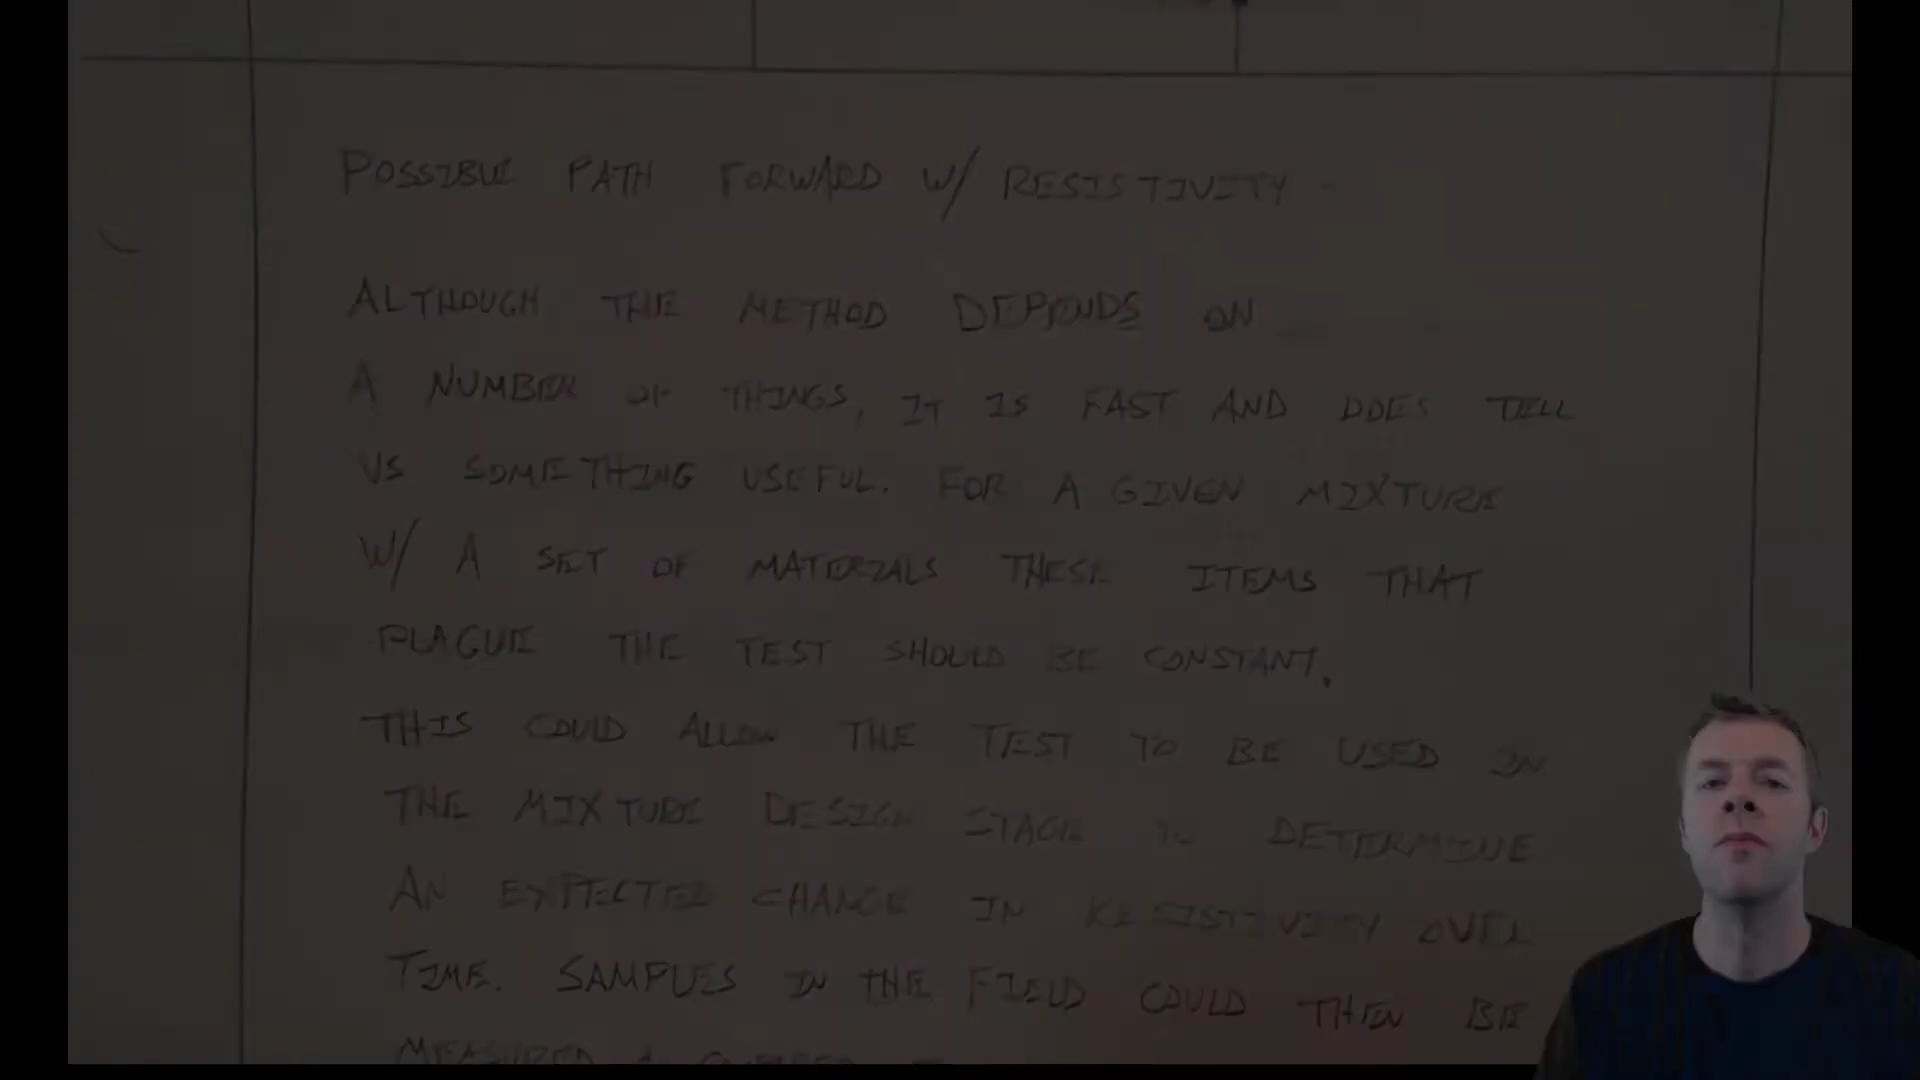 POSSIBLE PATH FORWARD W/ RESISTIVITY -
ALTHOUGH THE METHOD DEPENDS ON
A NUMBER OF THINGS, IT IS FAST AND DOES TELL
US SOMETHING USEFUL. FOR A GIVEN MIXTURE
W/ A SET OF MATERIALS THESE ITEMS THAT
PLAGUE THE TEST SHOULD BE CONSTANT.
THIS COULD ALLOW THE TEST TO BE USED IN
THE MIXTURE DESIGN STAGE TO DETERMINE
AN EXPECTED CHANGE IN RESISTIVITY OVER
TIME. SAMPLES IN THE FIELD COULD THEN BE
MEASURED